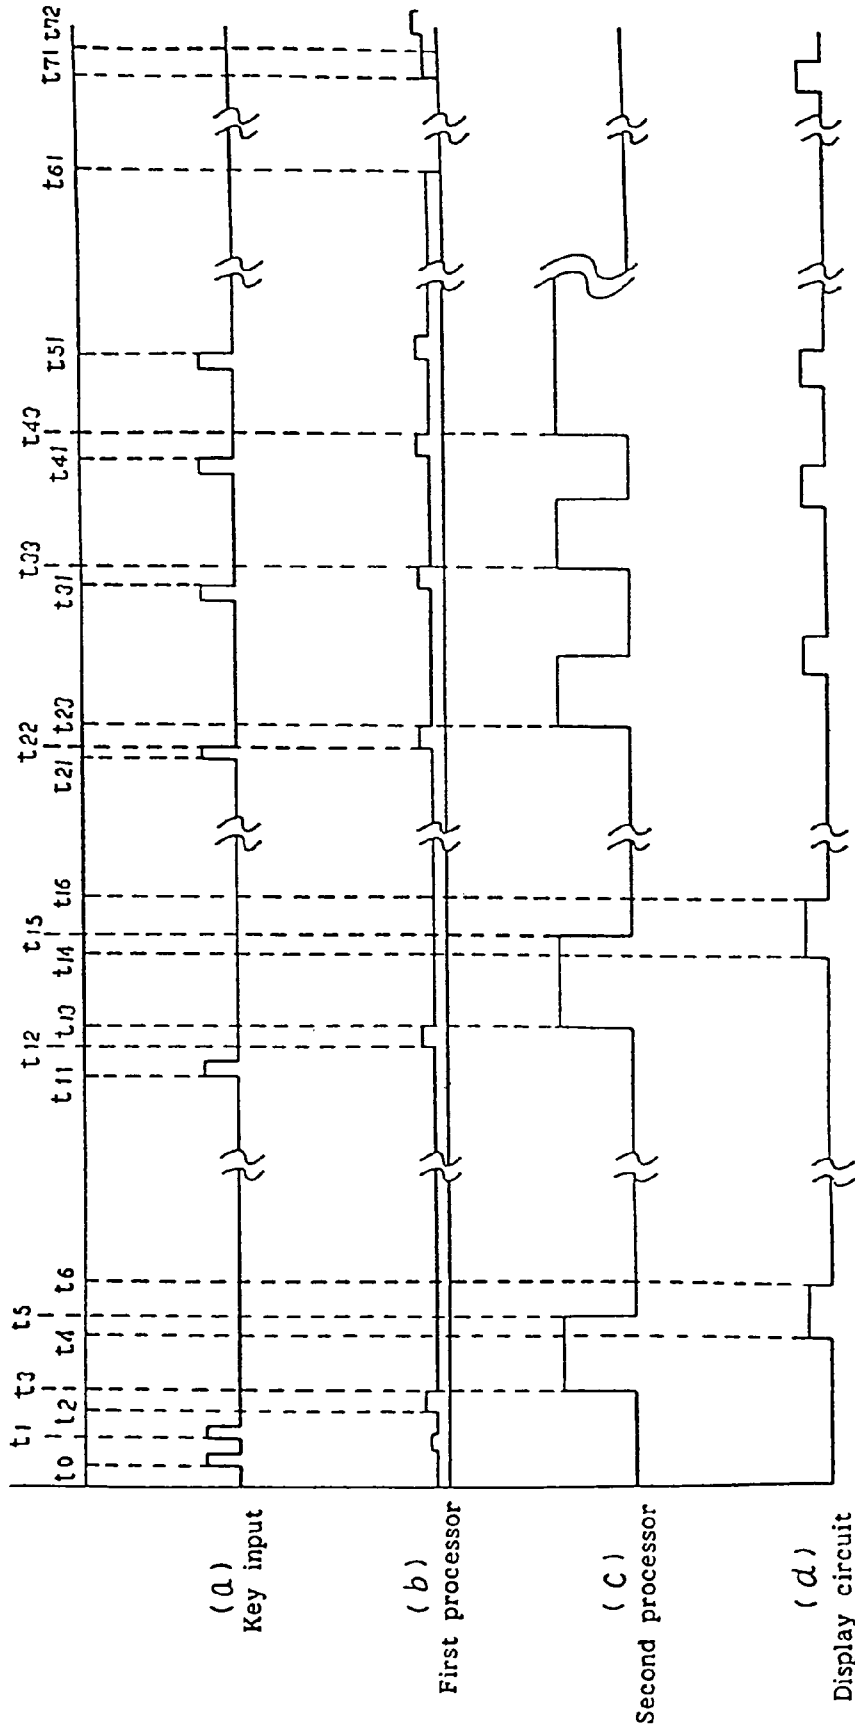 t0 t1 t2 t3 t4 t5 t6 t11 t12 t13 t14 t15 t16 t21 t22 t23 t31 t33 t41 t43 t51 t61 t71 t72
(a)
Key input
(b)
First processor
(c)
Second processor
(d)
Display circuit